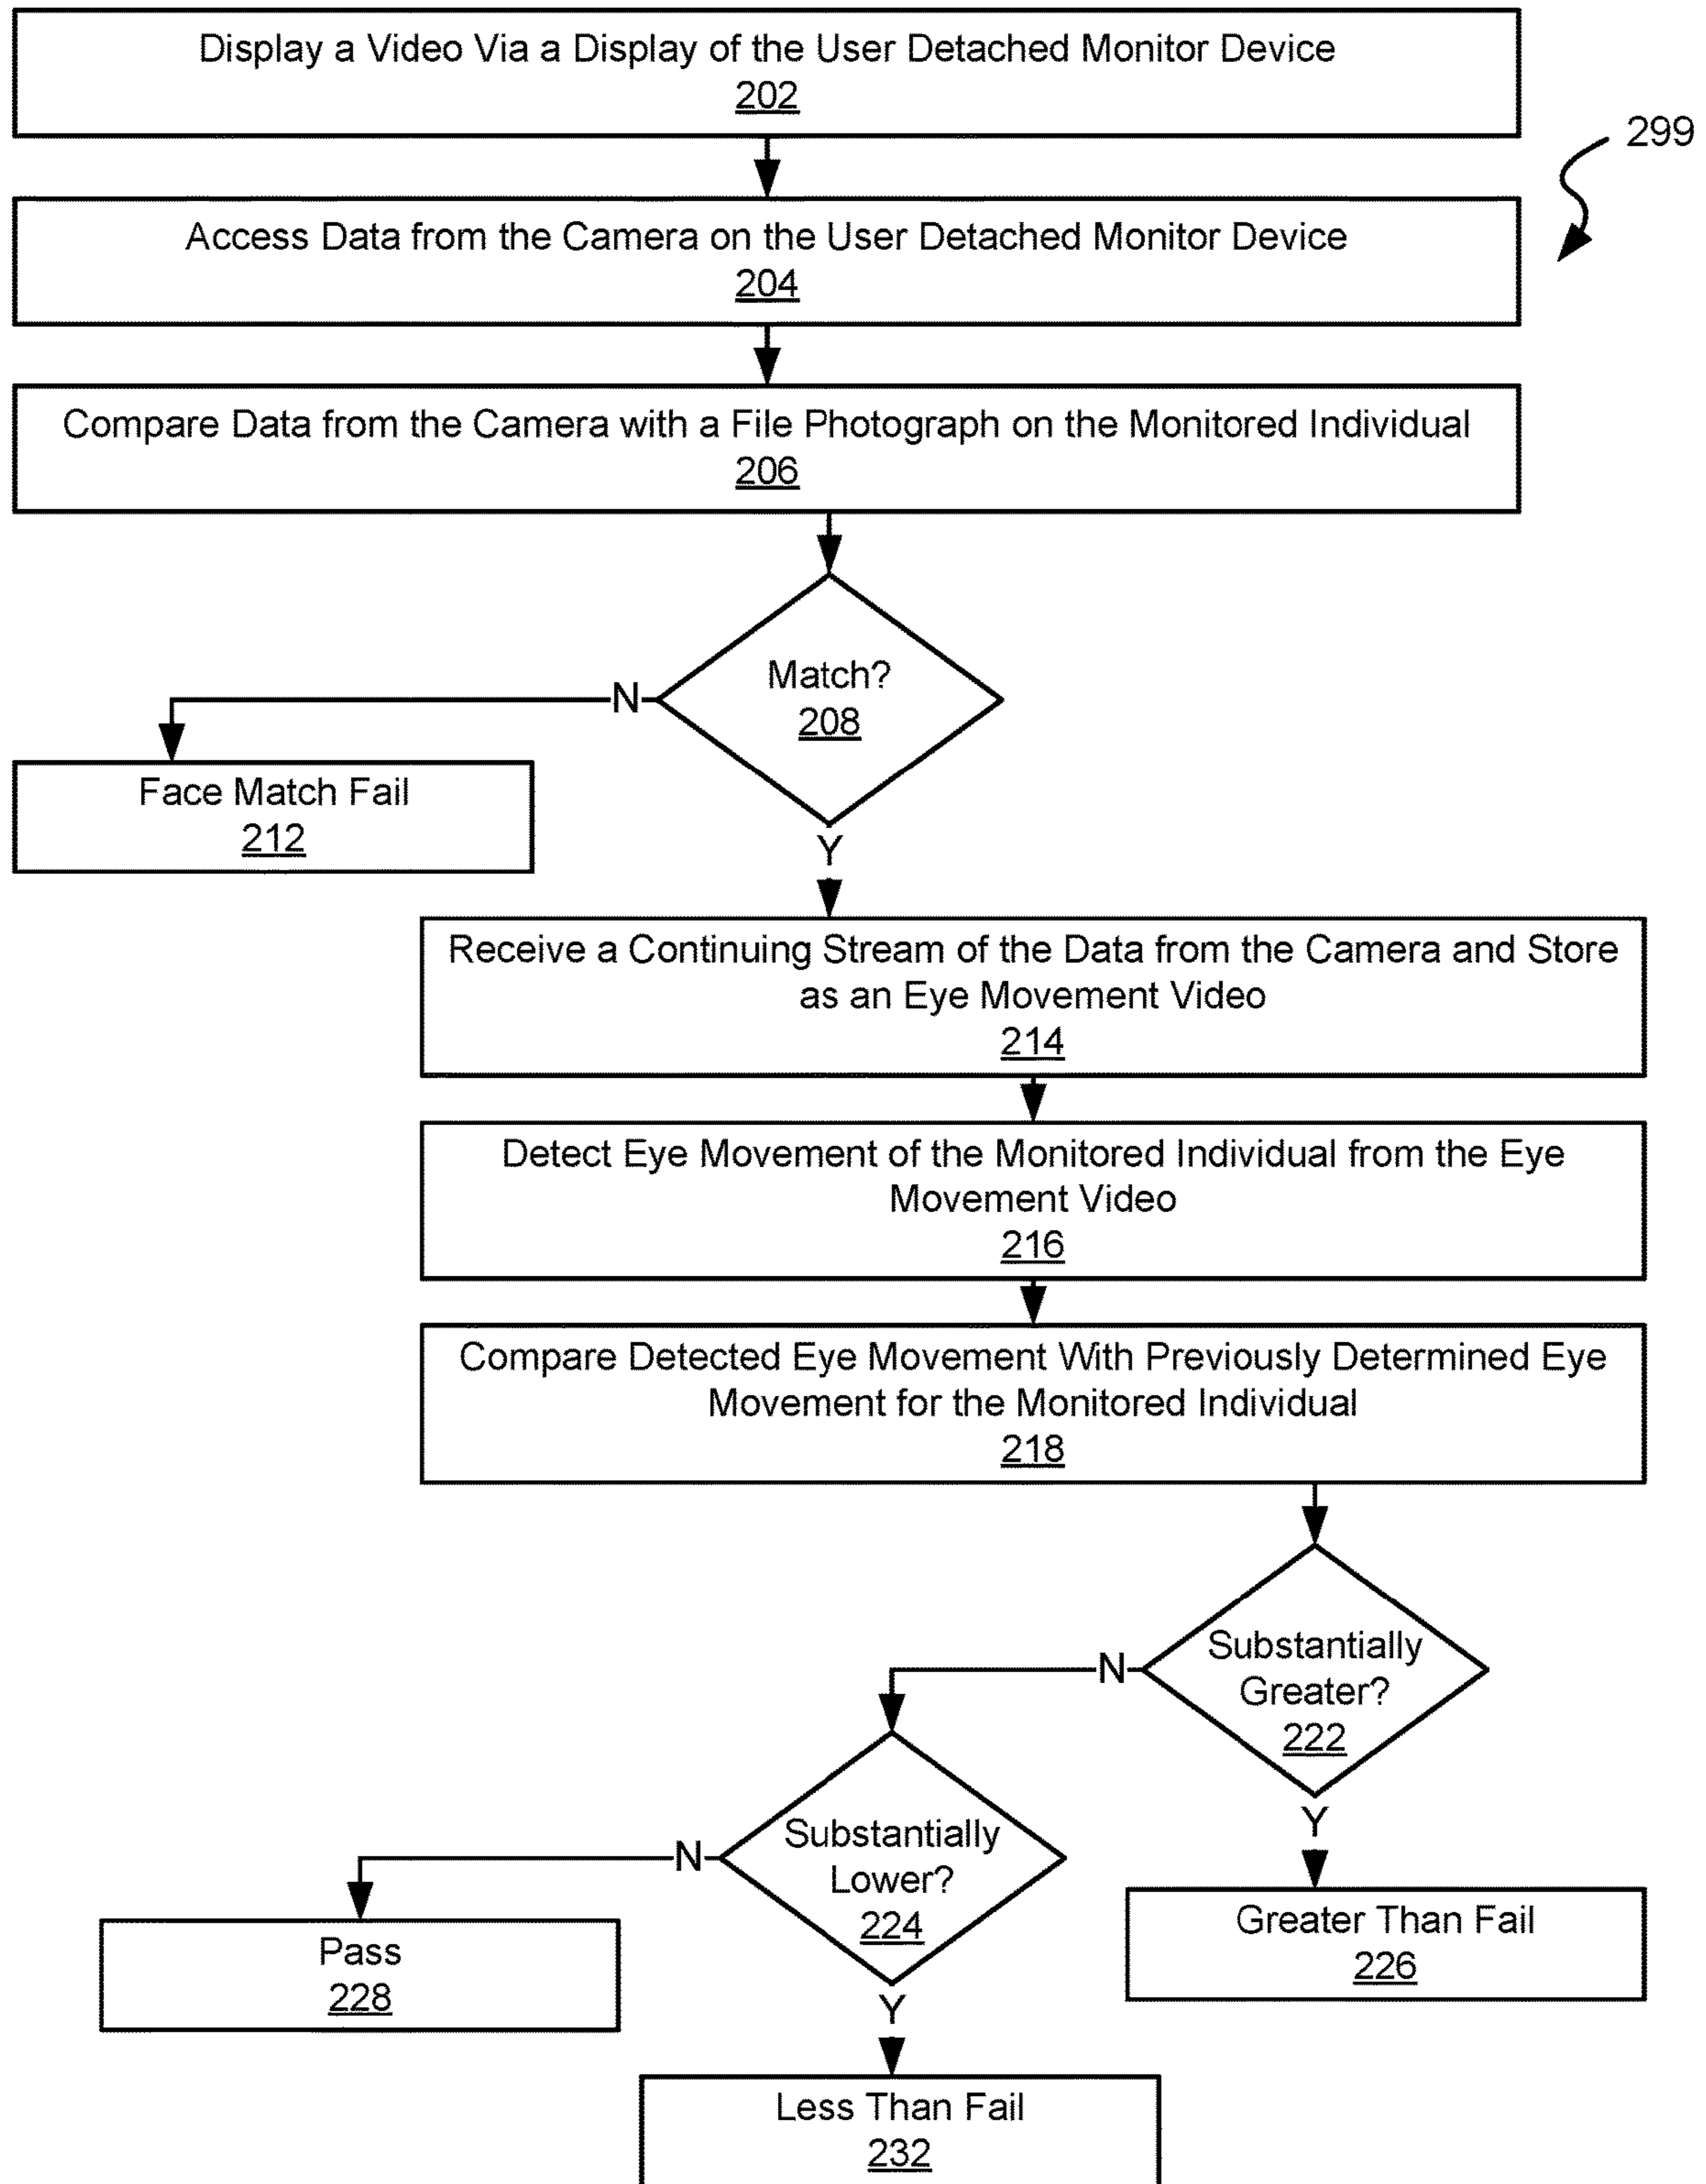 Display a Video Via a Display of the User Detached Monitor Device
202
299
Access Data from the Camera on the User Detached Monitor Device
204
Compare Data from the Camera with a File Photograph on the Monitored Individual
206
Match?
208
N
Face Match Fail
212
Y
Receive a Continuing Stream of the Data from the Camera and Store
as an Eye Movement Video
214
Detect Eye Movement of the Monitored Individual from the Eye
Movement Video
216
Compare Detected Eye Movement With Previously Determined Eye
Movement for the Monitored Individual
218
Substantially
Greater?
222
N
Y
Substantially
Lower?
224
N
Greater Than Fail
226
Pass
228
Y
Less Than Fail
232